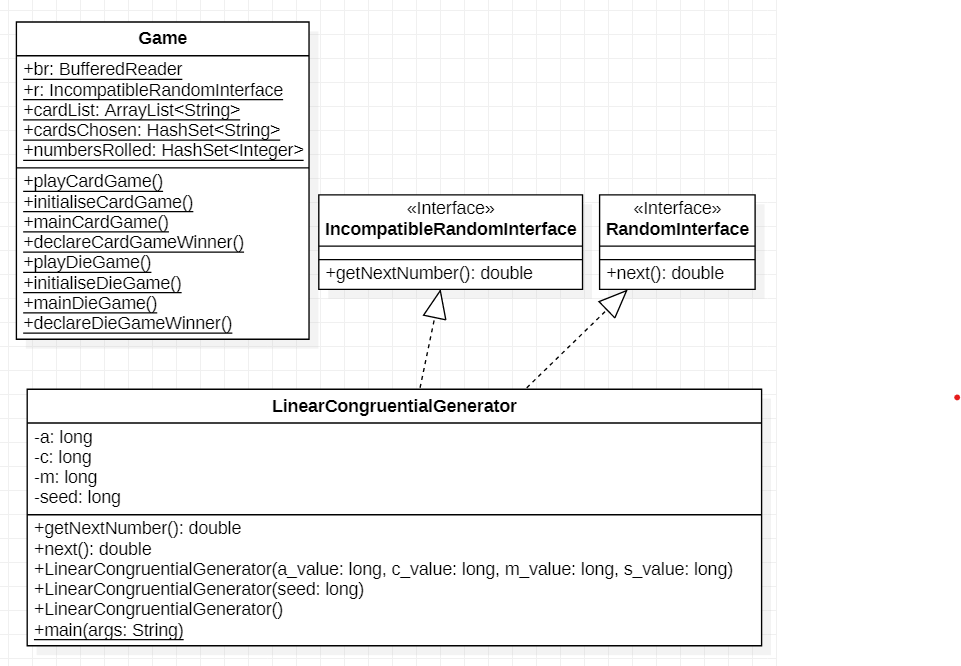 Game
+br: BufferedReader
+r: IncompatibleRandomInterface
+cardList: ArrayList<String>
+cardsChosen: HashSet<String>
+numbersRolled: HashSet<Integer>
+playCardGame()
+initialiseCardGame()
+mainCardGame()
+declareCardGameWinner()
+playDieGame()
+initialiseDieGame()
+mainDieGame()
+declareDieGameWinner()
«Interface»
IncompatibleRandomInterface
+getNextNumber(): double
«Interface»
RandomInterface
+next(): double
LinearCongruentialGenerator
-a: long
-c: long
-m: long
-seed: long
+getNextNumber(): double
+next(): double
+LinearCongruentialGenerator(a_value: long, c_value: long, m_value: long, s_value: long)
+LinearCongruentialGenerator(seed: long)
+LinearCongruentialGenerator()
+main(args: String)